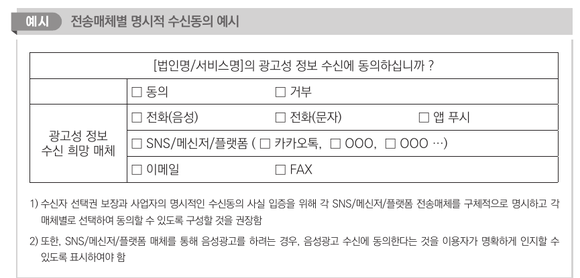 예시 전송매체별 명시적 수신동의 예시
[법인명/서비스명]의 광고성 정보 수신에 동의하십니까 ?
☐ 동의 ☐ 거부
광고성 정보
수신 희망 매체
☐ 전화(음성) ☐ 전화(문자) ☐ 앱 푸시
☐ SNS/메신저/플랫폼 ( ☐ 카카오톡, ☐ OOO, ☐ OOO …)
☐ 이메일 ☐ FAX
1) 수신자 선택권 보장과 사업자의 명시적인 수신동의 사실 입증을 위해 각 SNS/메신저/플랫폼 전송매체를 구체적으로 명시하고 각
매체별로 선택하여 동의할 수 있도록 구성할 것을 권장함
2) 또한, SNS/메신저/플랫폼 매체를 통해 음성광고를 하려는 경우, 음성광고 수신에 동의한다는 것을 이용자가 명확하게 인지할 수
있도록 표시하여야 함